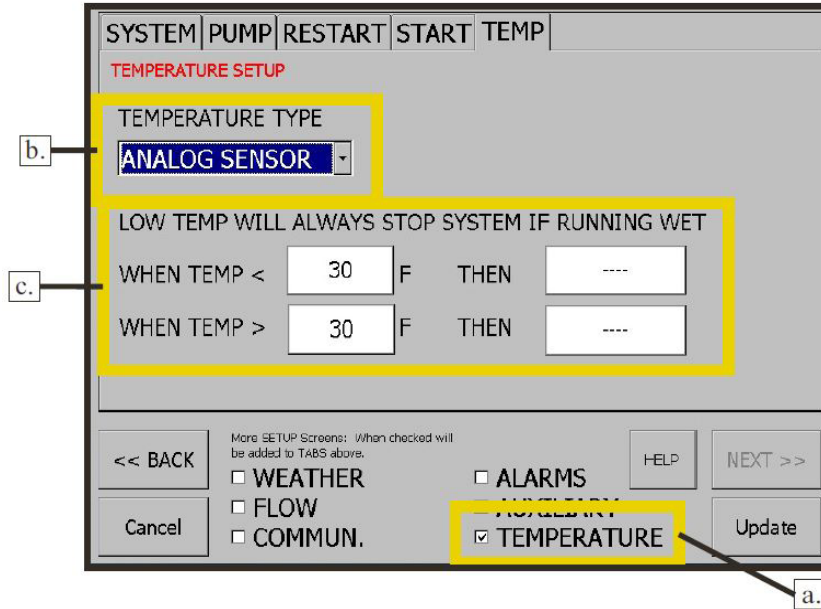 SYSTEM PUMP RESTART START TEMP
TEMPERATURE SETUP
b.
TEMPERATURE TYPE
ANALOG SENSOR
c.
LOW TEMP WILL ALWAYS STOP SYSTEM IF RUNNING WET
WHEN TEMP < 30 F THEN ----
WHEN TEMP > 30 F THEN ----
<< BACK
Cancel
More SETUP Screens: When checked will
be added to TABS above.
WEATHER
FLOW
COMMUN.
ALARMS
AUXILIARY
TEMPERATURE
HELP
NEXT >>
Update
a.